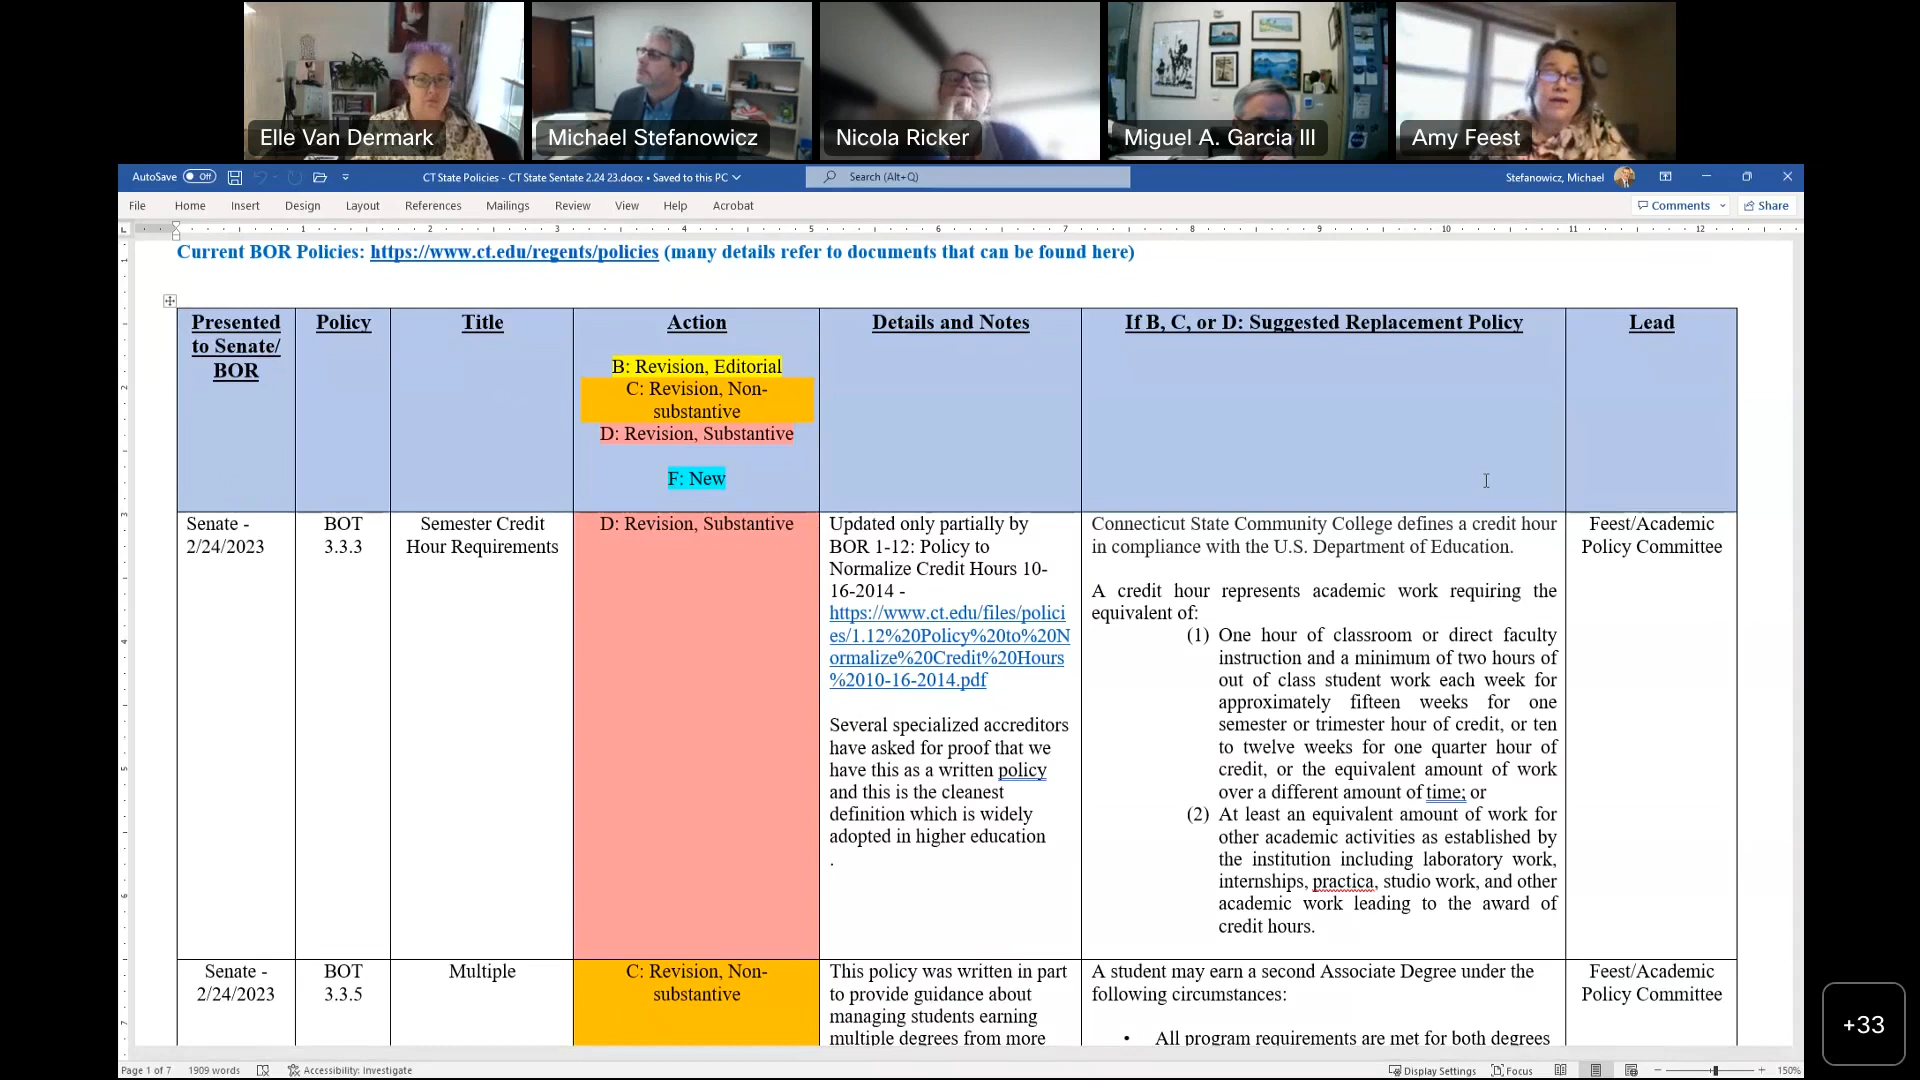 Elle Van Dermark
Michael Stefanowicz
Nicola Ricker
Miguel A. Garcia III
Amy Feest
AutoSave Off
CT State Policies - CT State Sentate 2.24 23.docx • Saved to this PC
Search (Alt+Q)
Stefanowicz, Michael
File Home Insert Design Layout References Mailings Review View Help Acrobat
Comments Share
1 2 3 4 5 6 7 8 9 10 11 12
Current BOR Policies: https://www.ct.edu/regents/policies (many details refer to documents that can be found here)
Presented
to Senate/
BOR
Policy
Title
Action
B: Revision, Editorial
C: Revision, Non-
substantive
D: Revision, Substantive
F: New
Details and Notes
If B, C, or D: Suggested Replacement Policy
Lead
Senate -
2/24/2023
BOT
3.3.3
Semester Credit
Hour Requirements
D: Revision, Substantive
Updated only partially by
BOR 1-12: Policy to
Normalize Credit Hours 10-
16-2014 -
https://www.ct.edu/files/polici
es/1.12%20Policy%20to%20N
ormalize%20Credit%20Hours
%2010-16-2014.pdf
Several specialized accreditors
have asked for proof that we
have this as a written policy
and this is the cleanest
definition which is widely
adopted in higher education
.
Connecticut State Community College defines a credit hour
in compliance with the U.S. Department of Education.
A credit hour represents academic work requiring the
equivalent of:
(1) One hour of classroom or direct faculty
instruction and a minimum of two hours of
out of class student work each week for
approximately fifteen weeks for one
semester or trimester hour of credit, or ten
to twelve weeks for one quarter hour of
credit, or the equivalent amount of work
over a different amount of time; or
(2) At least an equivalent amount of work for
other academic activities as established by
the institution including laboratory work,
internships, practica, studio work, and other
academic work leading to the award of
credit hours.
Feest/Academic
Policy Committee
Senate -
2/24/2023
BOT
3.3.5
Multiple
C: Revision, Non-
substantive
This policy was written in part
to provide guidance about
managing students earning
multiple degrees from more
A student may earn a second Associate Degree under the
following circumstances:
• All program requirements are met for both degrees
Feest/Academic
Policy Committee
+33
Page 1 of 7 1909 words Accessibility: Investigate
Display Settings Focus 150%